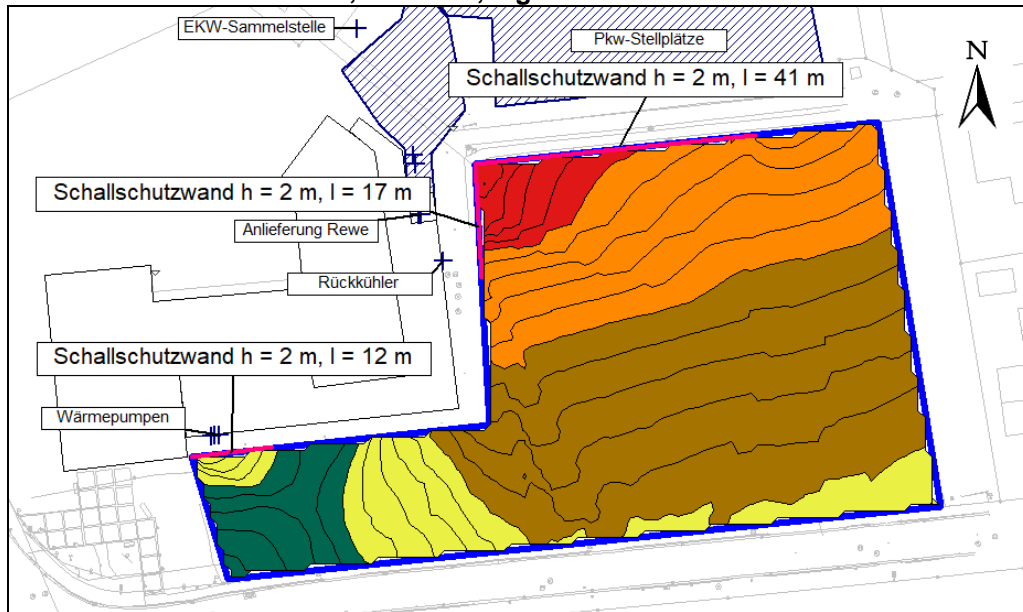 EKW-Sammelstelle
Pkw-Stellplätze
Schallschutzwand h = 2 m, l = 41 m
N
Schallschutzwand h = 2 m, l = 17 m
Anlieferung Rewe
Rückkühler
Schallschutzwand h = 2 m, l = 12 m
Wärmepumpen